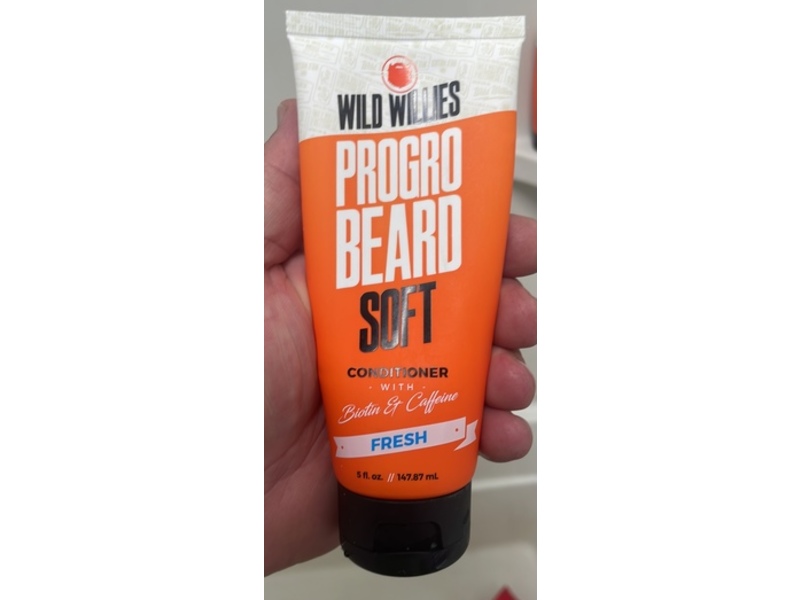 WILD WILLIES
PROGRO
BEARD
SOFT
CONDITIONER
- WITH -
Biotin & Caffeine
FRESH
5 fl. oz. // 147.87 mL